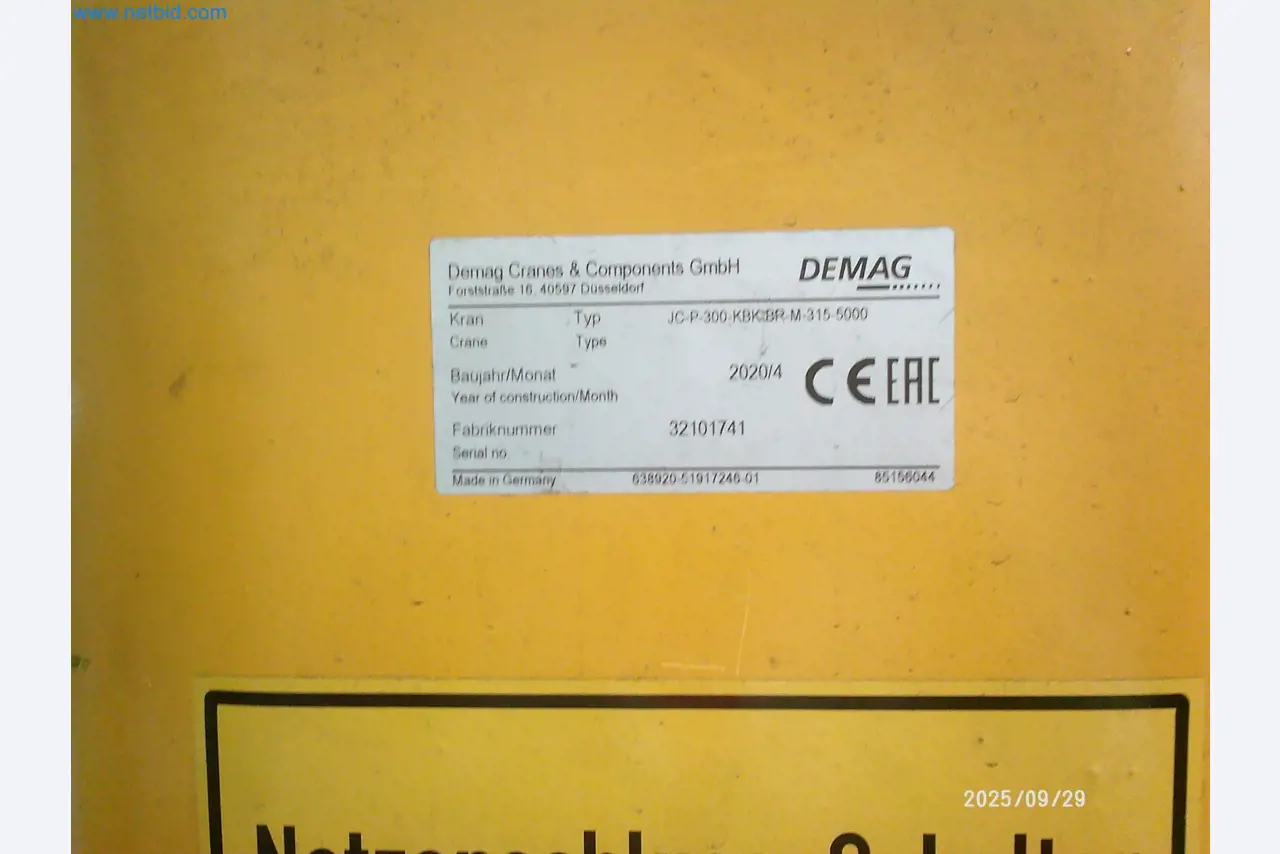 www.nstbid.com
Demag Cranes & Components GmbH
DEMAG
Forststraße 16, 40597 Düsseldorf
Kran Typ JC-P-300-KBK:BR-M-315-5000
Crane Type
Baujahr/Monat 2020/4
CE EAC
Year of construction/Month
Fabriknummer 32101741
Serial no
Made in Germany 638920-51917246-01 85156044
2025/09/29